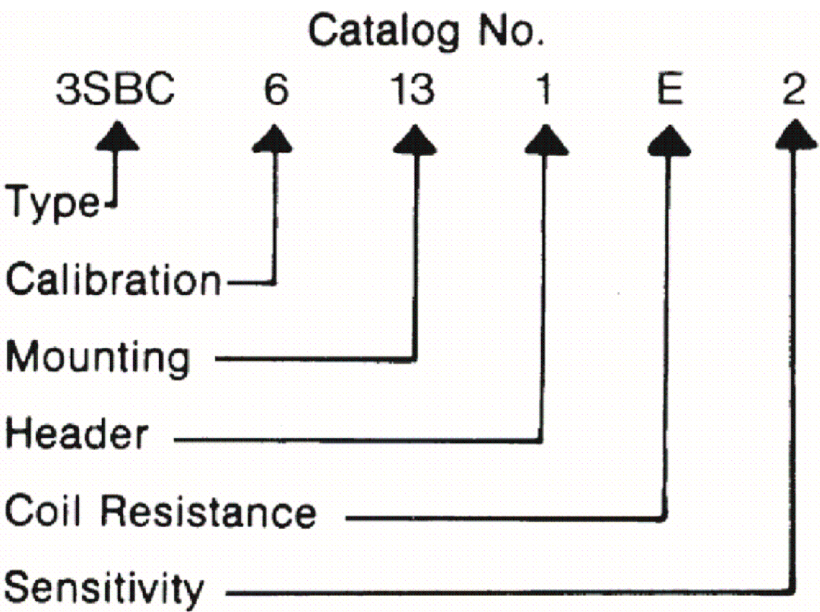 Catalog No.
3SBC 6 13 1 E 2
Type
Calibration
Mounting
Header
Coil Resistance
Sensitivity